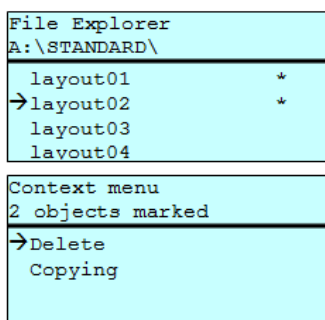 File Explorer
A:\STANDARD\
layout01 *
→layout02 *
layout03
layout04
Context menu
2 objects marked
→Delete
Copying